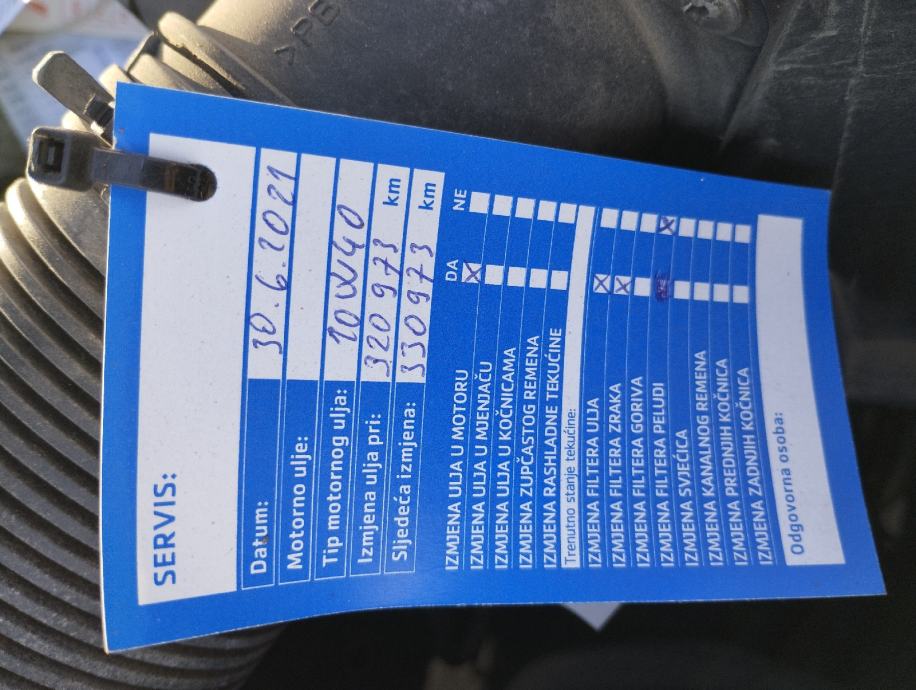 >PB
SERVIS:
Datum: 30.6.2021
Motorno ulje:
Tip motornog ulja: 10W40
Izmjena ulja pri: 320 973 km
Sljedeća izmjena: 330973 km
DA NE
IZMJENA ULJA U MOTORU X
IZMJENA ULJA U MJENJAČU
IZMJENA ULJA U KOČNICAMA
IZMJENA ZUPČASTOG REMENA
IZMJENA RASHLADNE TEKUĆINE
Trenutno stanje tekućine:
IZMJENA FILTERA ULJA X
IZMJENA FILTERA ZRAKA X
IZMJENA FILTERA GORIVA
IZMJENA FILTERA PELUDI X
IZMJENA SVJEĆICA
IZMJENA KANALNOG REMENA
IZMJENA PREDNJIH KOČNICA
IZMJENA ZADNJIH KOČNICA
Odgovorna osoba: